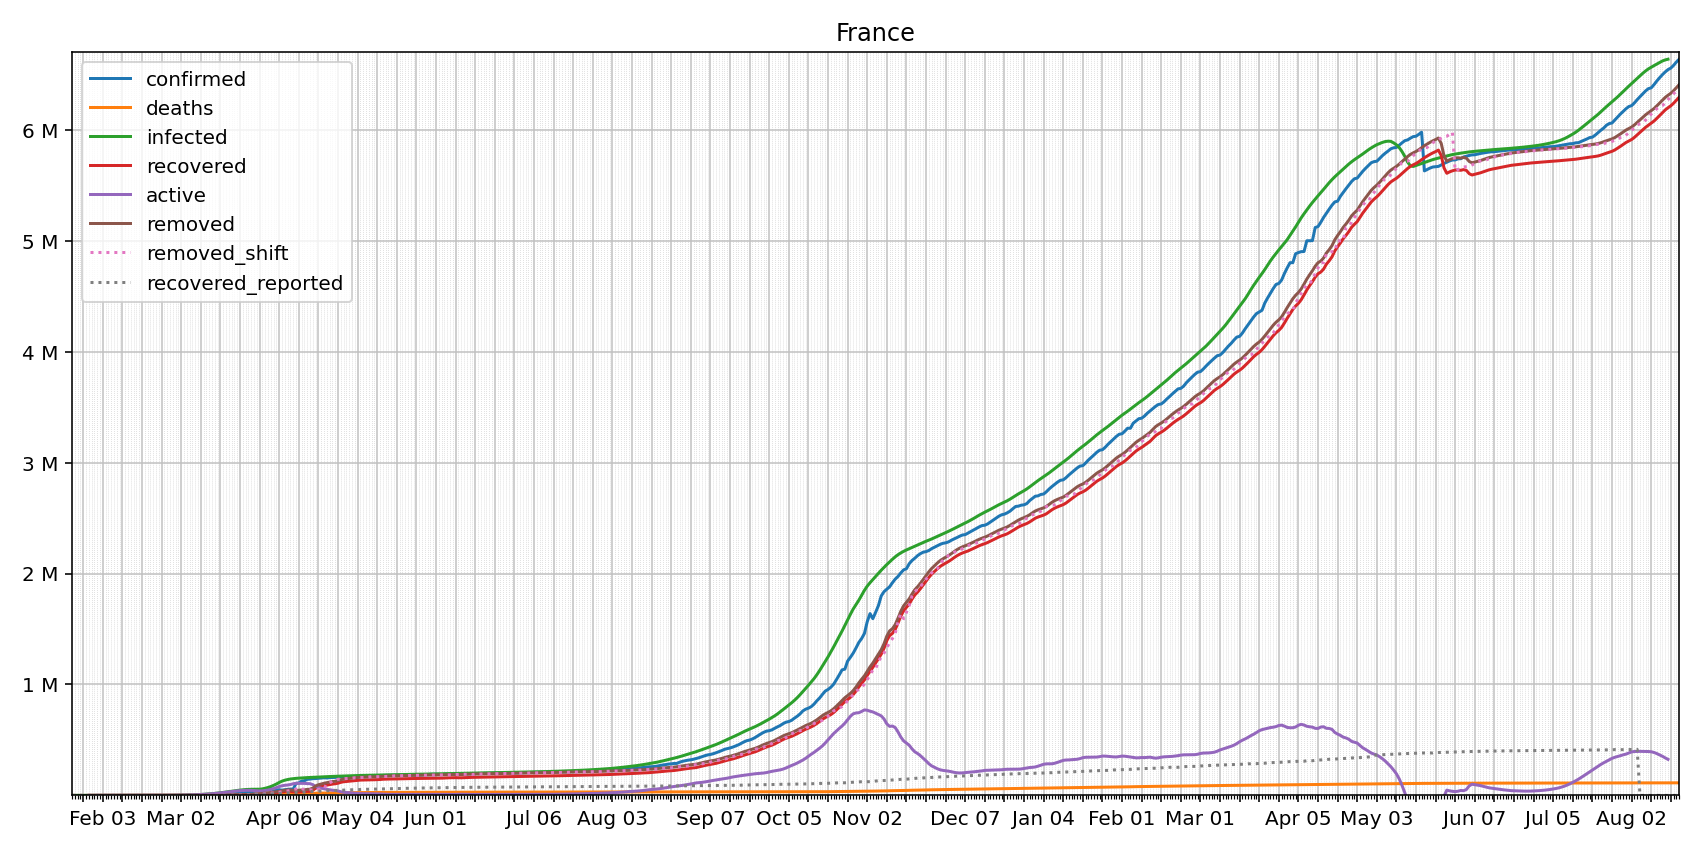 France
confirmed
deaths
infected
recovered
active
removed
removed_shift
recovered_reported
6 M
5 M
4 M
3 M
2 M
1 M
Feb 03 Mar 02 Apr 06 May 04 Jun 01 Jul 06 Aug 03 Sep 07 Oct 05 Nov 02 Dec 07 Jan 04 Feb 01 Mar 01 Apr 05 May 03 Jun 07 Jul 05 Aug 02